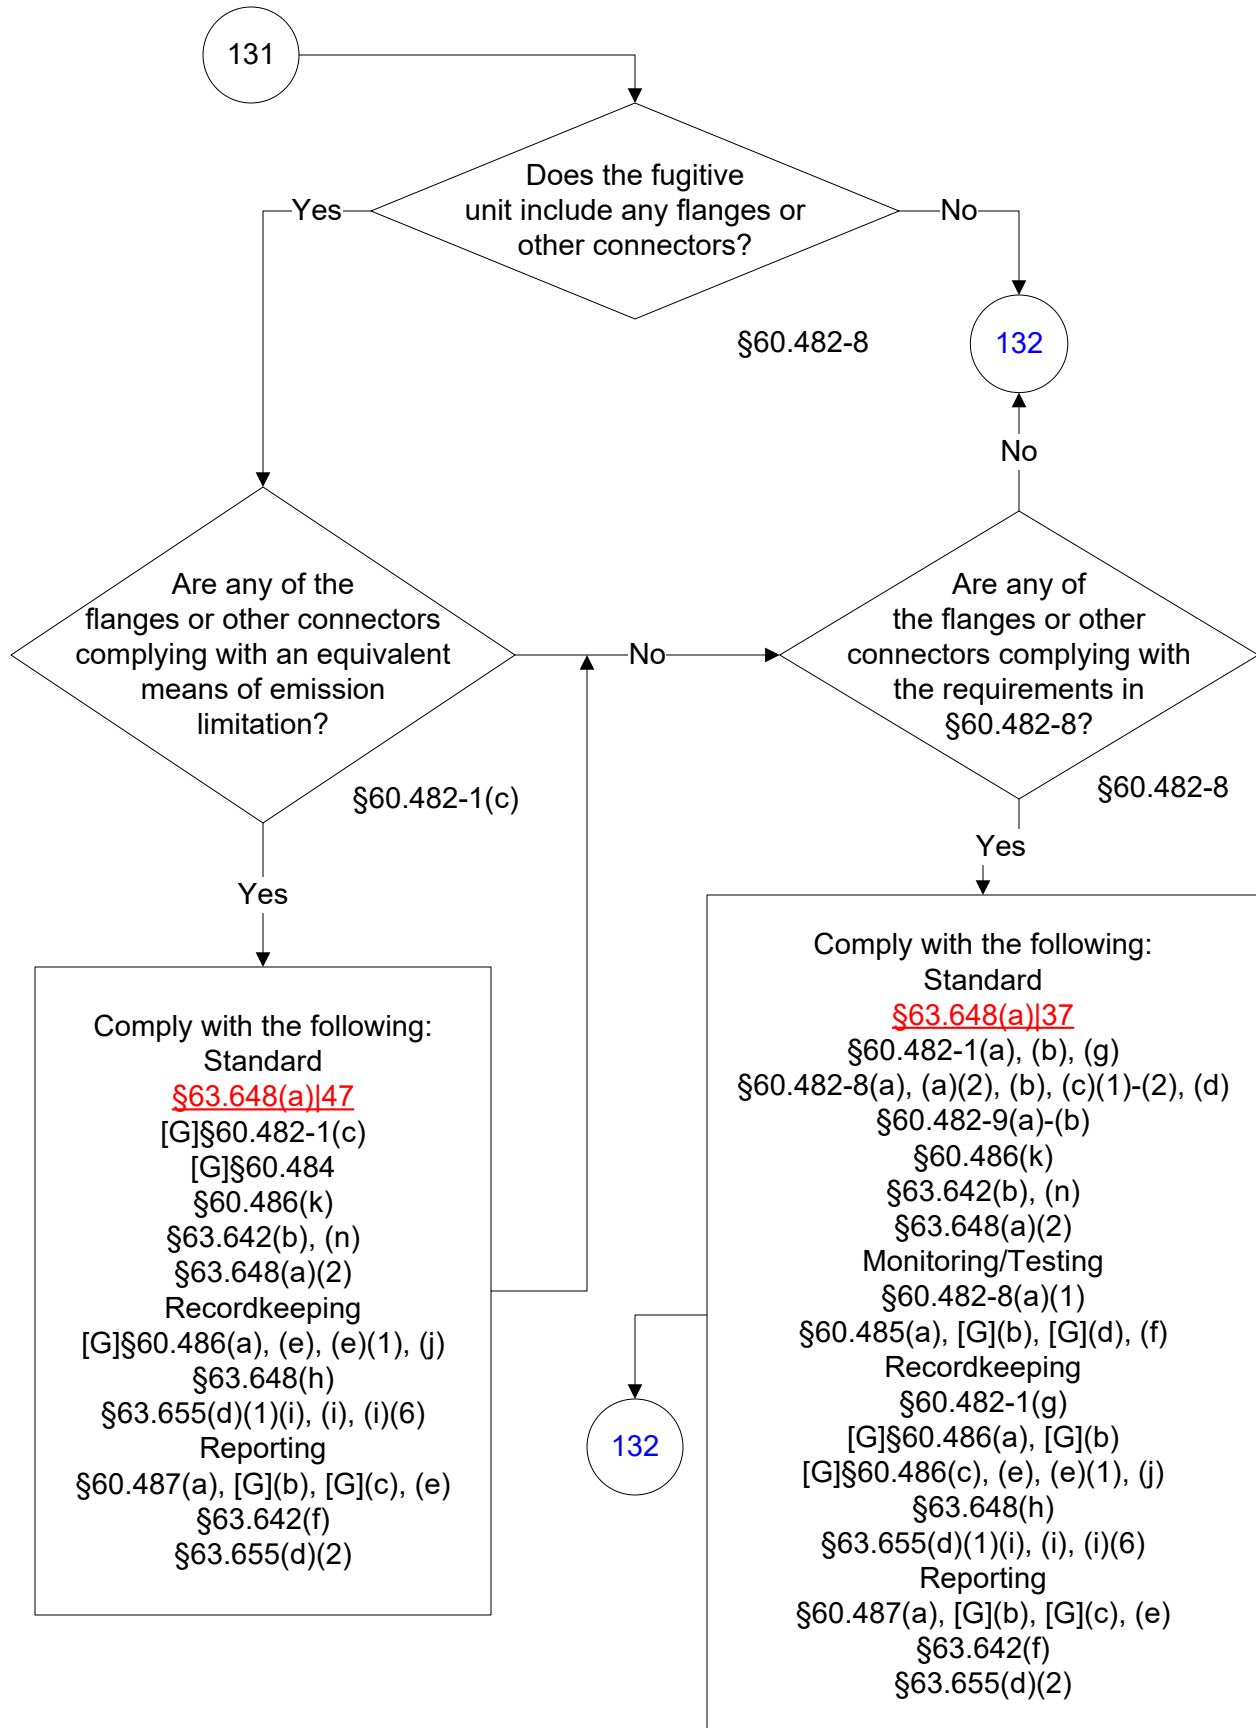 131
Does the fugitive
unit include any flanges or
other connectors?
Yes
No
§60.482-8
132
No
Are any of the
flanges or other connectors
complying with an equivalent
means of emission
limitation?
§60.482-1(c)
No
Are any of
the flanges or other
connectors complying with
the requirements in
§60.482-8?
§60.482-8
Yes
Yes
Comply with the following:
Standard
§63.648(a)|47
[G]§60.482-1(c)
[G]§60.484
§60.486(k)
§63.642(b), (n)
§63.648(a)(2)
Recordkeeping
[G]§60.486(a), (e), (e)(1), (j)
§63.648(h)
§63.655(d)(1)(i), (i), (i)(6)
Reporting
§60.487(a), [G](b), [G](c), (e)
§63.642(f)
§63.655(d)(2)
132
Comply with the following:
Standard
§63.648(a)|37
§60.482-1(a), (b), (g)
§60.482-8(a), (a)(2), (b), (c)(1)-(2), (d)
§60.482-9(a)-(b)
§60.486(k)
§63.642(b), (n)
§63.648(a)(2)
Monitoring/Testing
§60.482-8(a)(1)
§60.485(a), [G](b), [G](d), (f)
Recordkeeping
§60.482-1(g)
[G]§60.486(a), [G](b)
[G]§60.486(c), (e), (e)(1), (j)
§63.648(h)
§63.655(d)(1)(i), (i), (i)(6)
Reporting
§60.487(a), [G](b), [G](c), (e)
§63.642(f)
§63.655(d)(2)